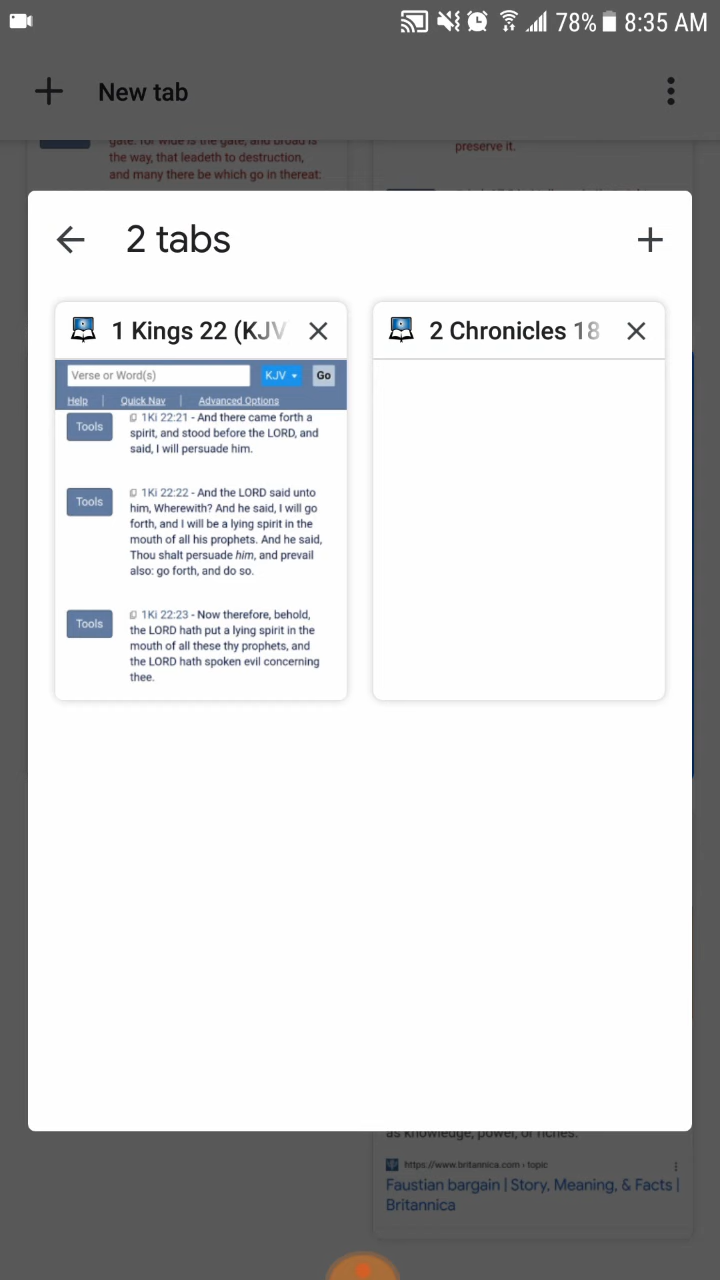 78% 8:35 AM
New tab
gate: for wide is the gate, and broad is
the way, that leadeth to destruction,
and many there be which go in thereat:
preserve it.
2 tabs
1 Kings 22 (KJV
Verse or Word(s) KJV Go
Help | Quick Nav | Advanced Options
Tools
1Ki 22:21 - And there came forth a
spirit, and stood before the LORD, and
said, I will persuade him.
Tools
1Ki 22:22 - And the LORD said unto
him, Wherewith? And he said, I will go
forth, and I will be a lying spirit in the
mouth of all his prophets. And he said,
Thou shalt persuade him, and prevail
also: go forth, and do so.
Tools
1Ki 22:23 - Now therefore, behold,
the LORD hath put a lying spirit in the
mouth of all these thy prophets, and
the LORD hath spoken evil concerning
thee.
2 Chronicles 18
as knowledge, power, or riches.
https://www.britannica.com › topic
Faustian bargain | Story, Meaning, & Facts |
Britannica